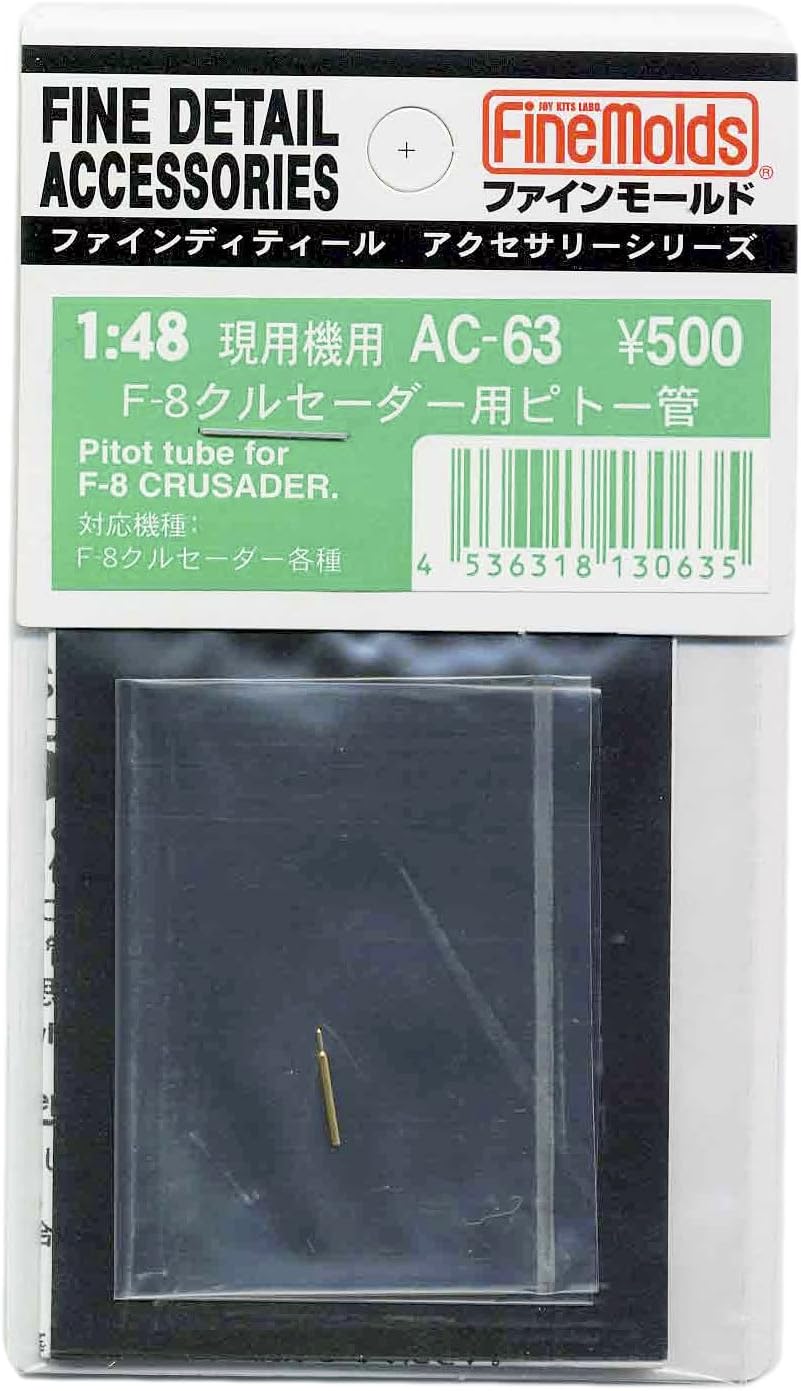 FINE DETAIL
ACCESSORIES
JOY KITS LABO.
FineMolds®
ファインモールド
ファインディティール アクセサリーシリーズ
1:48 現用機用 AC-63 ¥500
F-8クルセーダー用ピトー管
Pitot tube for
F-8 CRUSADER.
対応機種:
F-8クルセーダー各種
4 536318 130635